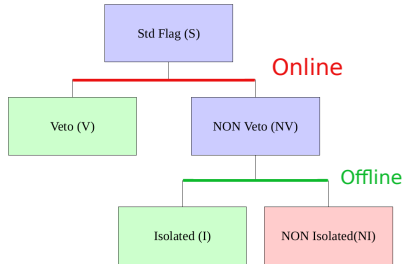 Std Flag (S)
Online
Veto (V)
NON Veto (NV)
Offline
Isolated (I)
NON Isolated(NI)